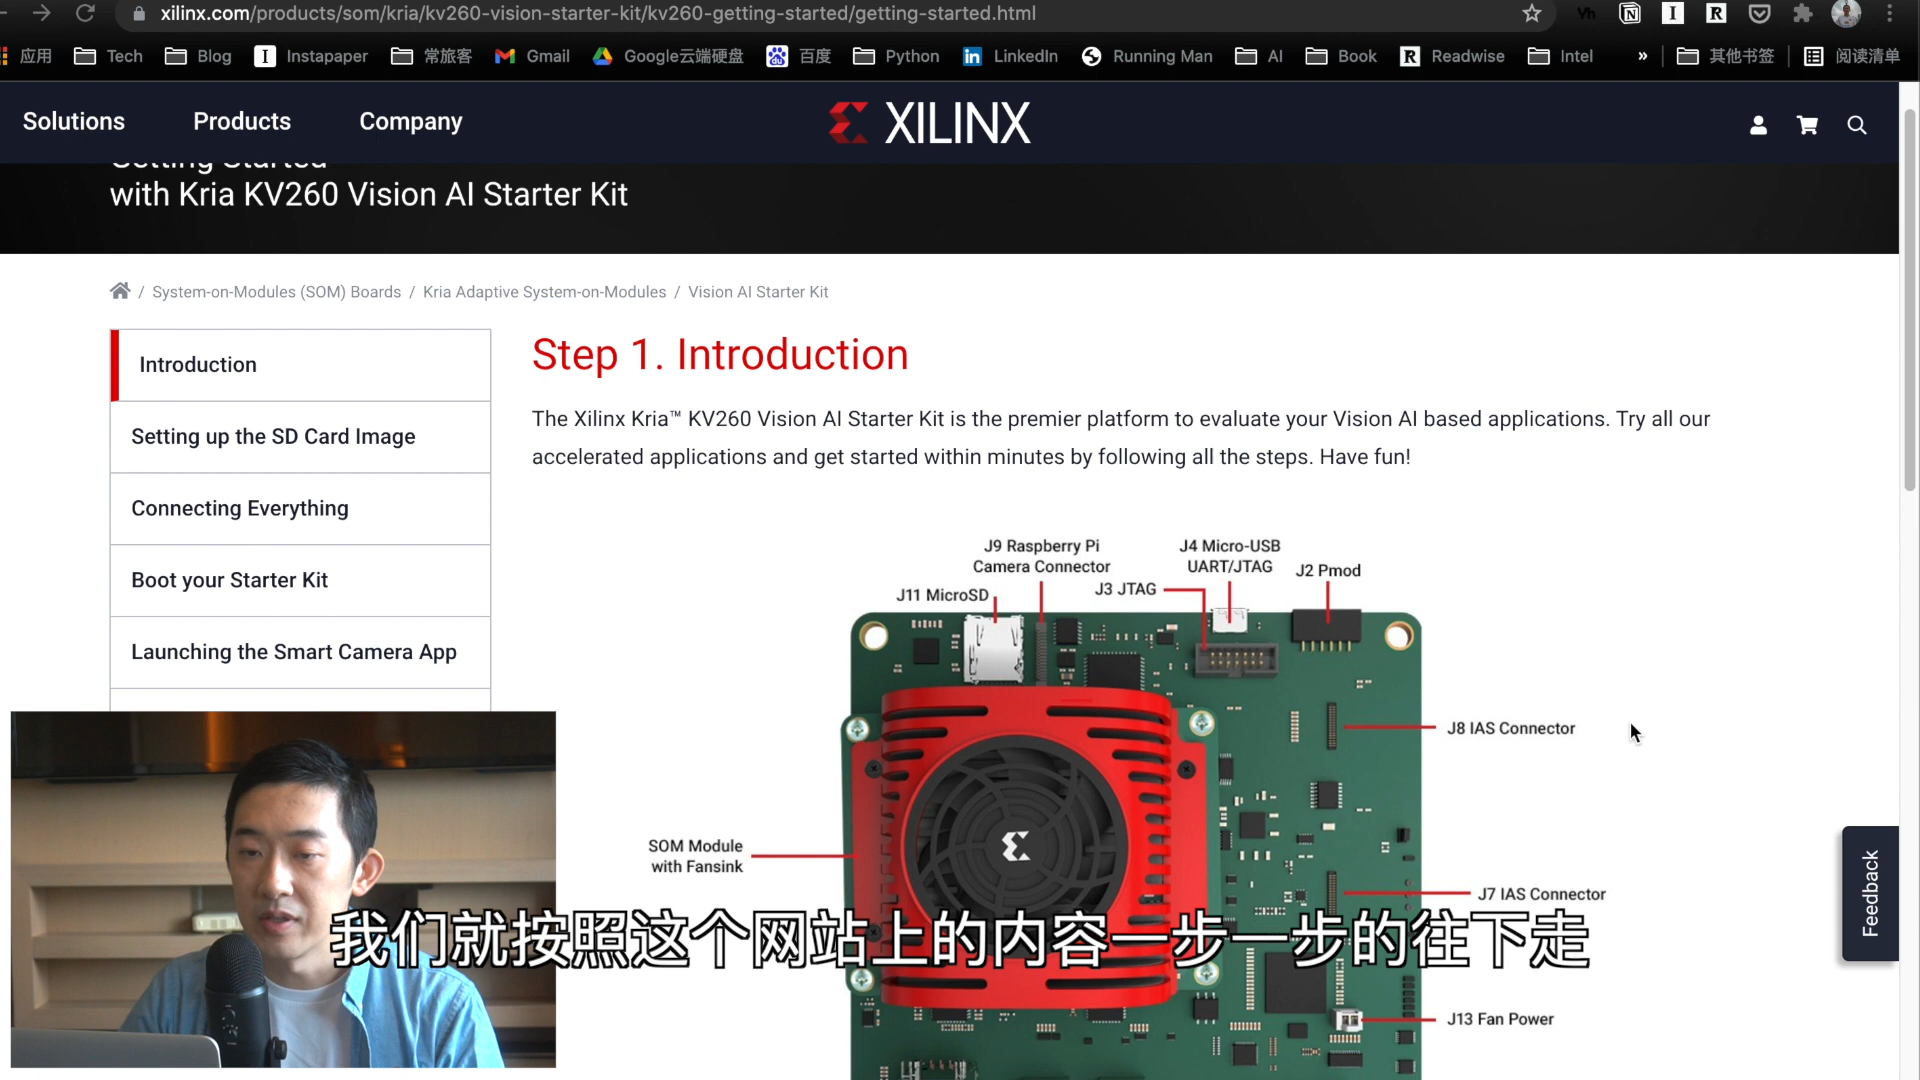 xilinx.com/products/som/kria/kv260-vision-starter-kit/kv260-getting-started/getting-started.html
应用 Tech Blog Instapaper 常旅客 Gmail Google云端硬盘 百度 Python LinkedIn Running Man AI Book Readwise Intel » 其他书签 阅读清单
Solutions Products Company XILINX
Getting Started
with Kria KV260 Vision AI Starter Kit
/ System-on-Modules (SOM) Boards / Kria Adaptive System-on-Modules / Vision AI Starter Kit
Introduction
Setting up the SD Card Image
Connecting Everything
Boot your Starter Kit
Launching the Smart Camera App
Step 1. Introduction
The Xilinx Kria™ KV260 Vision AI Starter Kit is the premier platform to evaluate your Vision AI based applications. Try all our
accelerated applications and get started within minutes by following all the steps. Have fun!
J9 Raspberry Pi
Camera Connector
J4 Micro-USB
UART/JTAG
J2 Pmod
J3 JTAG
J11 MicroSD
J8 IAS Connector
SOM Module
with Fansink
J7 IAS Connector
J13 Fan Power
Feedback
我们就按照这个网站上的内容一步一步的往下走